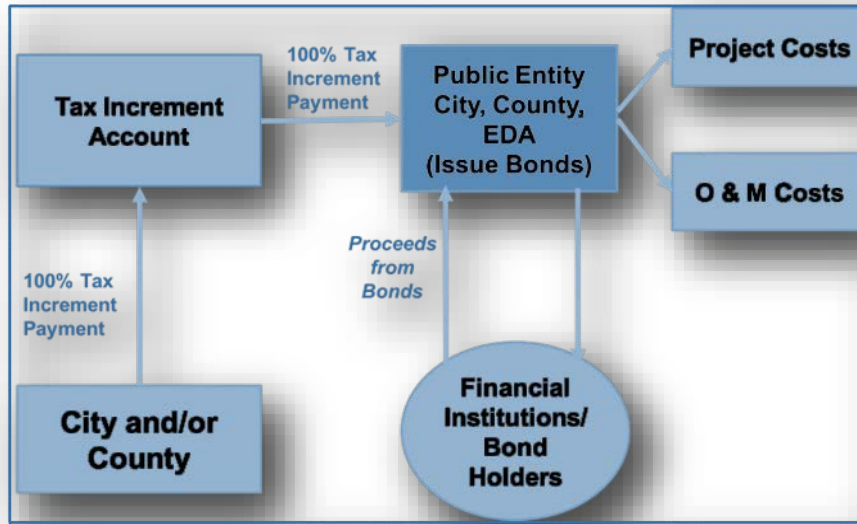 100% Tax
Increment
Payment
Tax Increment
Account
Public Entity
City, County,
EDA
(Issue Bonds)
Project Costs
O & M Costs
Proceeds
from
Bonds
100% Tax
Increment
Payment
City and/or
County
Financial
Institutions/
Bond
Holders